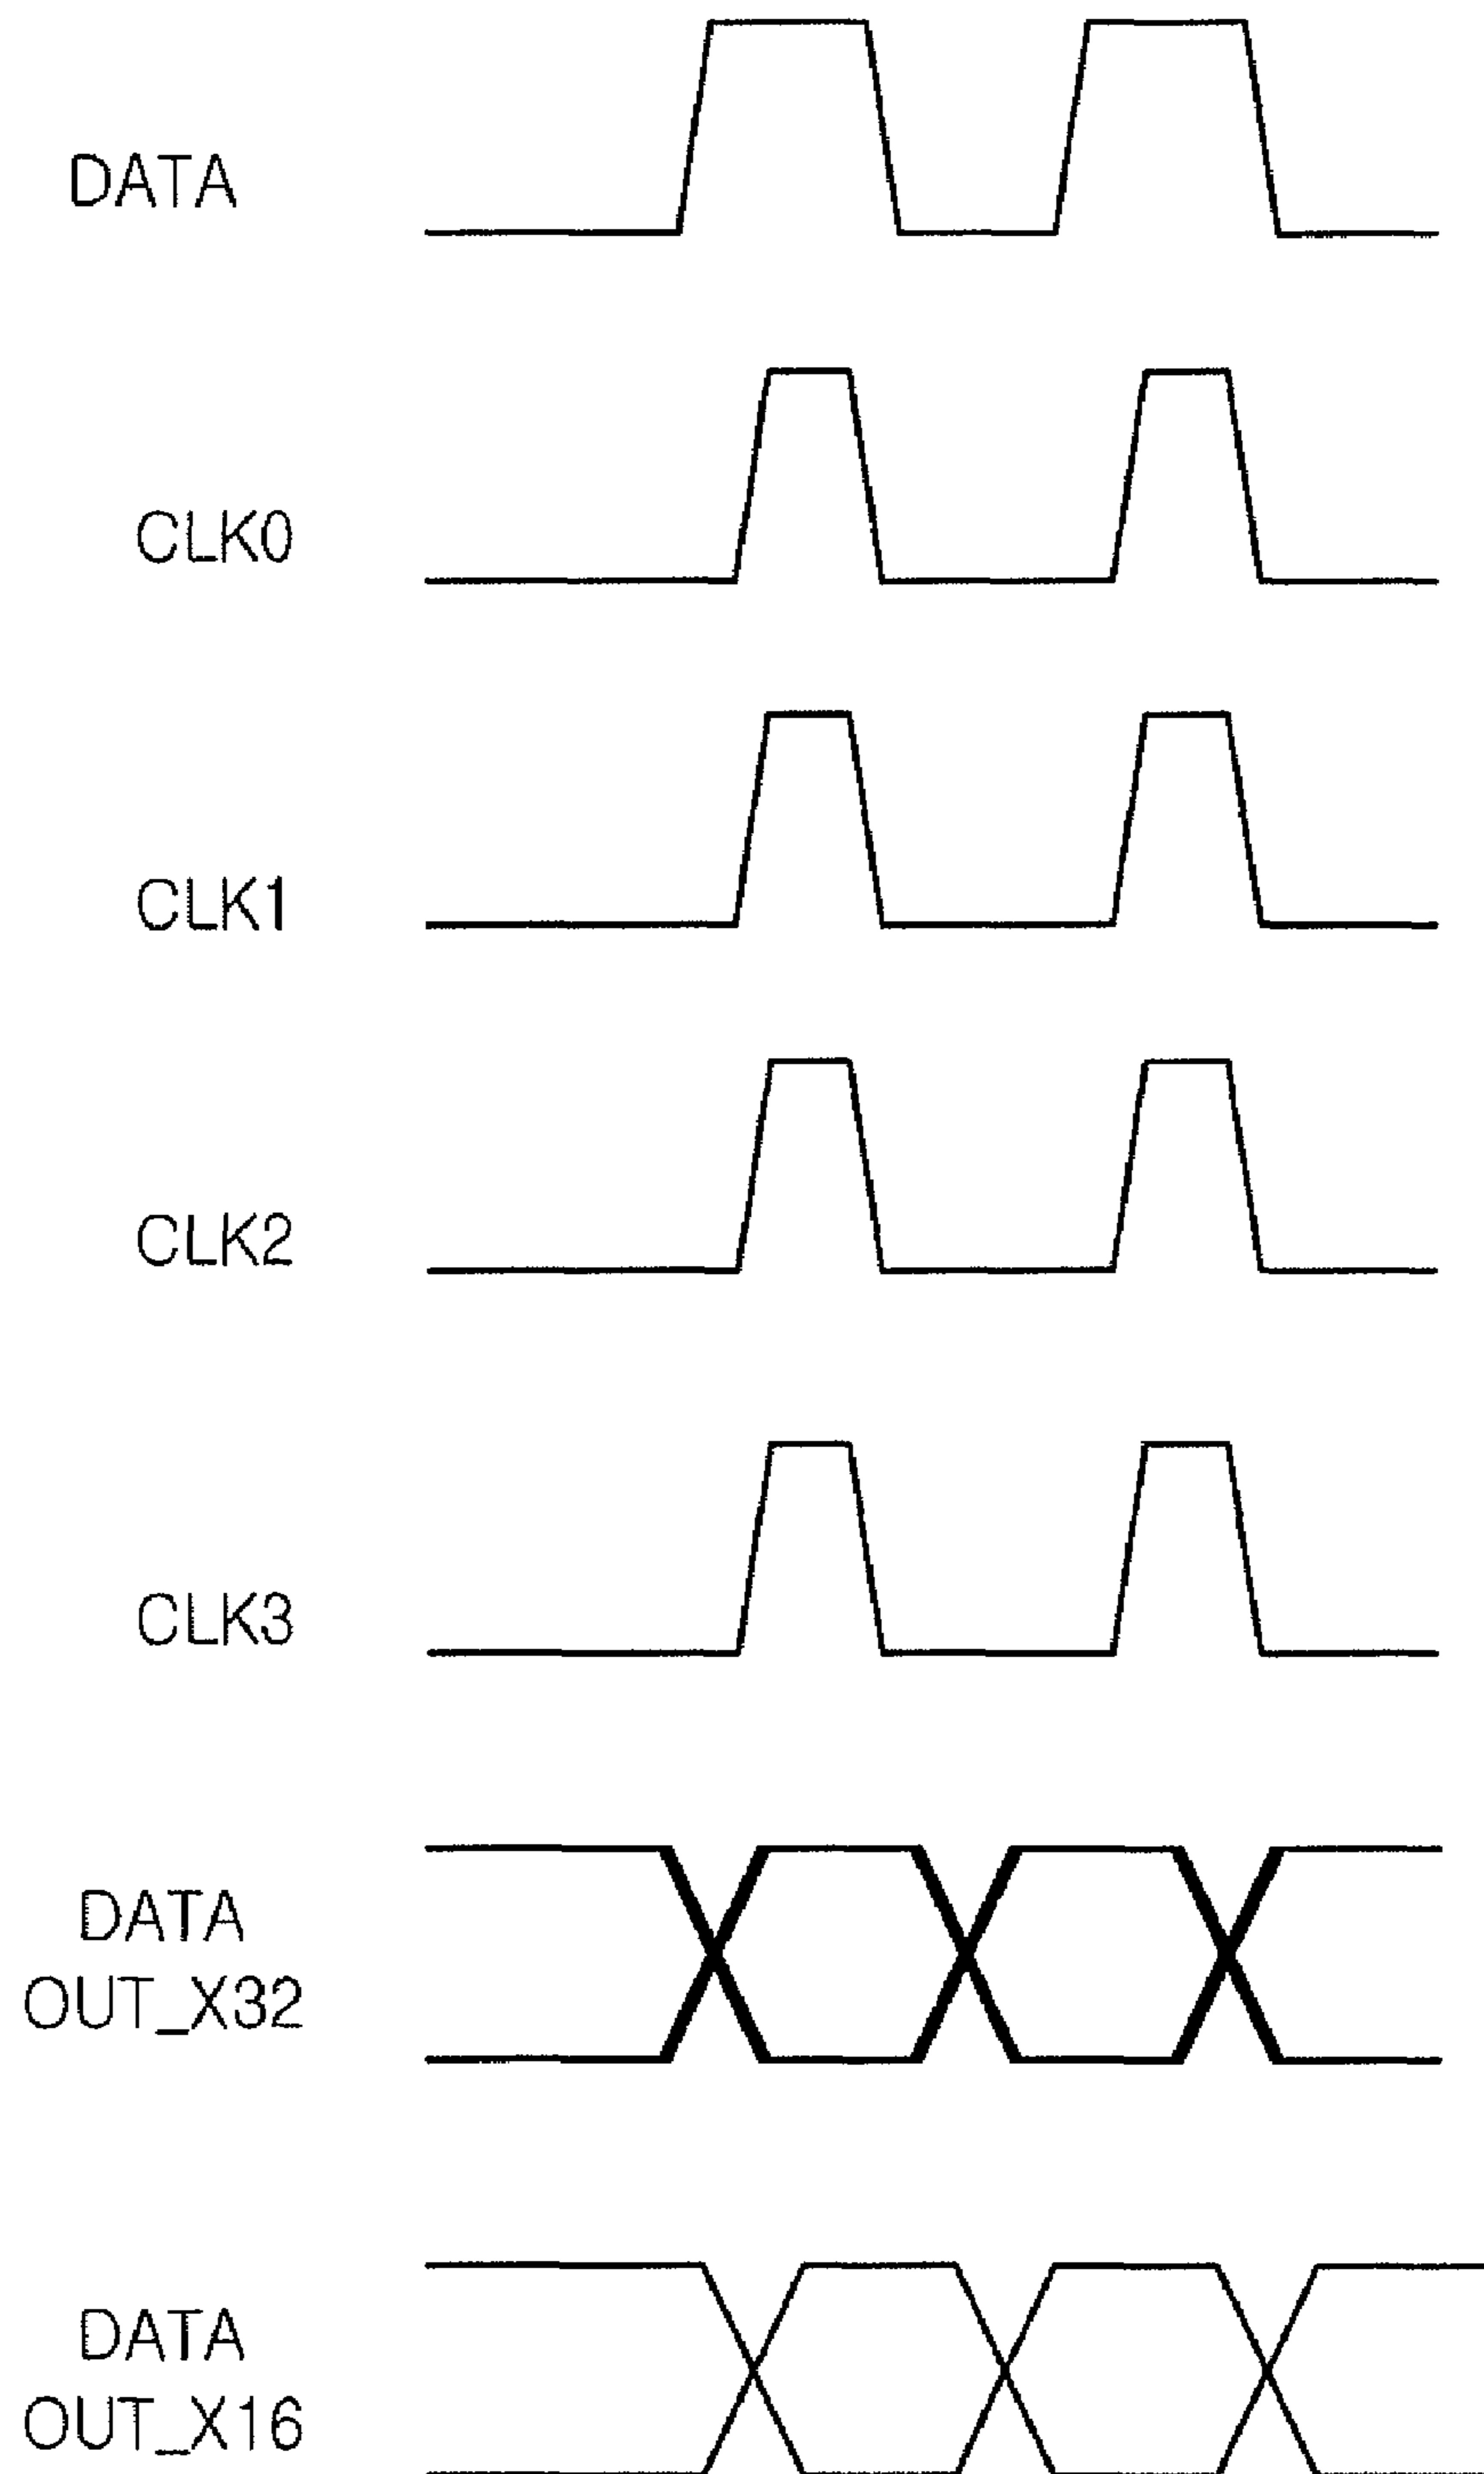 DATA
CLK0
CLK1
CLK2
CLK3
DATA
OUT_X32
DATA
OUT_X16